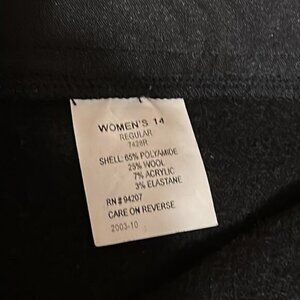 WOMEN'S 14
REGULAR
7428R
SHELL: 65% POLYAMIDE
25% WOOL
7% ACRYLIC
3% ELASTANE
RN # 94207
CARE ON REVERSE
2003-10